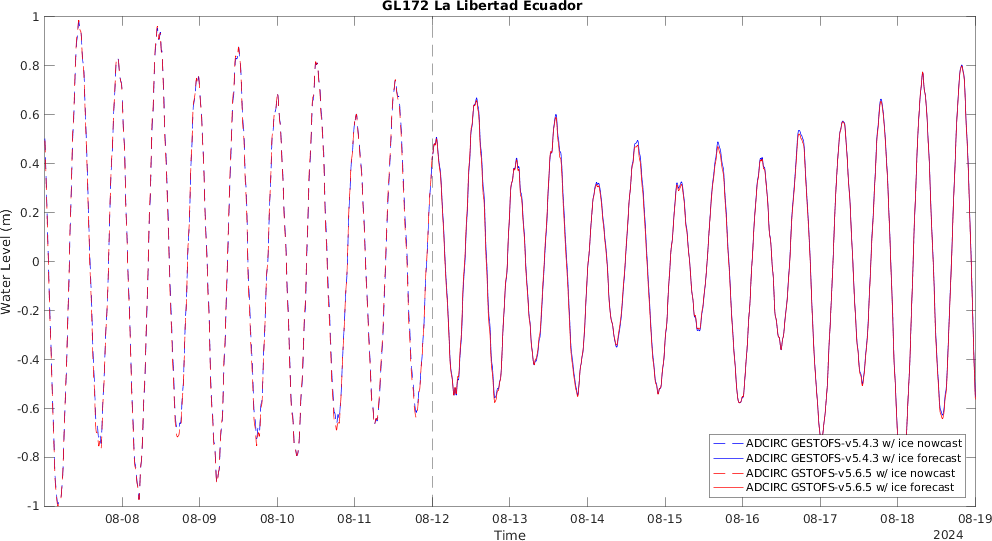 GL172 La Libertad Ecuador
1
0.8
0.6
0.4
0.2
0
-0.2
-0.4
-0.6
-0.8
-1
Water Level (m)
ADCIRC GESTOFS-v5.4.3 w/ ice nowcast
ADCIRC GESTOFS-v5.4.3 w/ ice forecast
ADCIRC GSTOFS-v5.6.5 w/ ice nowcast
ADCIRC GSTOFS-v5.6.5 w/ ice forecast
08-08 08-09 08-10 08-11 08-12 08-13 08-14 08-15 08-16 08-17 08-18 08-19
Time 2024